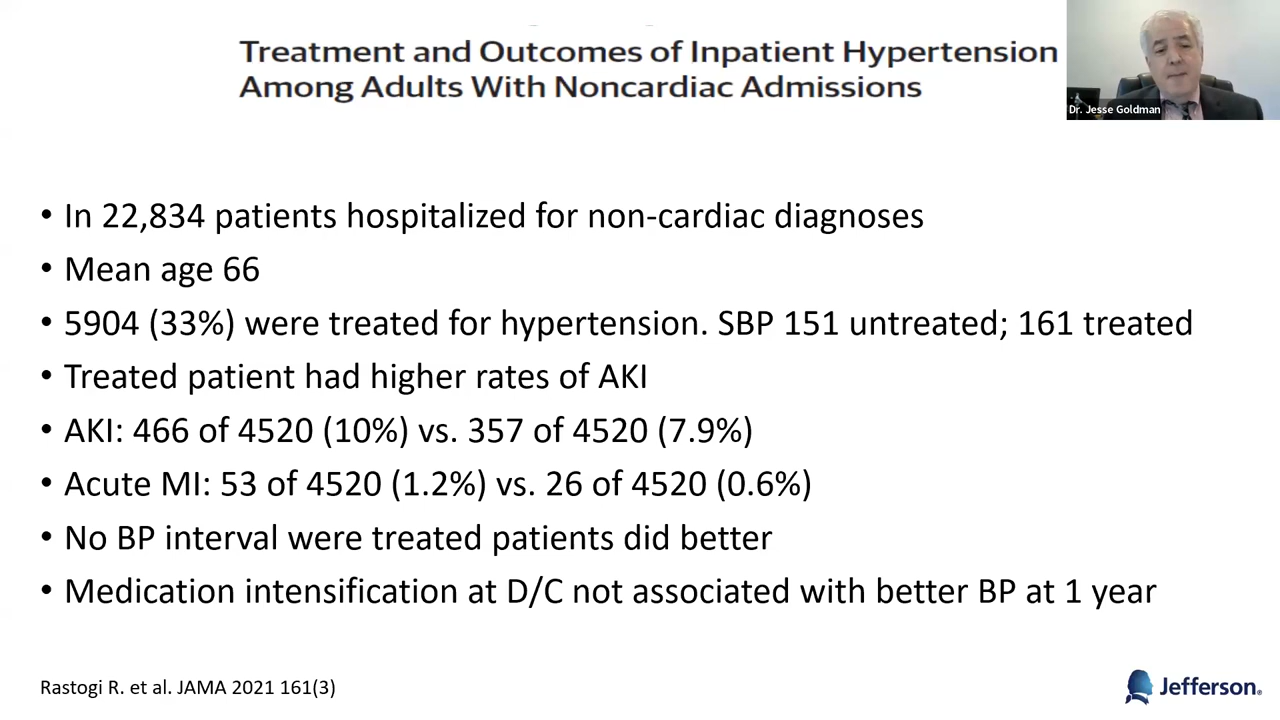 Treatment and Outcomes of Inpatient Hypertension
Among Adults With Noncardiac Admissions
Dr. Jesse Goldman
• In 22,834 patients hospitalized for non-cardiac diagnoses
• Mean age 66
• 5904 (33%) were treated for hypertension. SBP 151 untreated; 161 treated
• Treated patient had higher rates of AKI
• AKI: 466 of 4520 (10%) vs. 357 of 4520 (7.9%)
• Acute MI: 53 of 4520 (1.2%) vs. 26 of 4520 (0.6%)
• No BP interval were treated patients did better
• Medication intensification at D/C not associated with better BP at 1 year
Rastogi R. et al. JAMA 2021 161(3)
Jefferson®